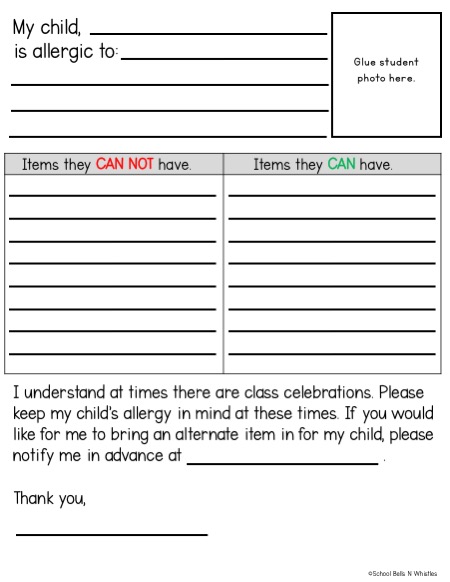 My child,
is allergic to:
Glue student
photo here.
Items they CAN NOT have.
Items they CAN have.
I understand at times there are class celebrations. Please
keep my child's allergy in mind at these times. If you would
like for me to bring an alternate item in for my child, please
notify me in advance at .
Thank you,
©School Bells N Whistles